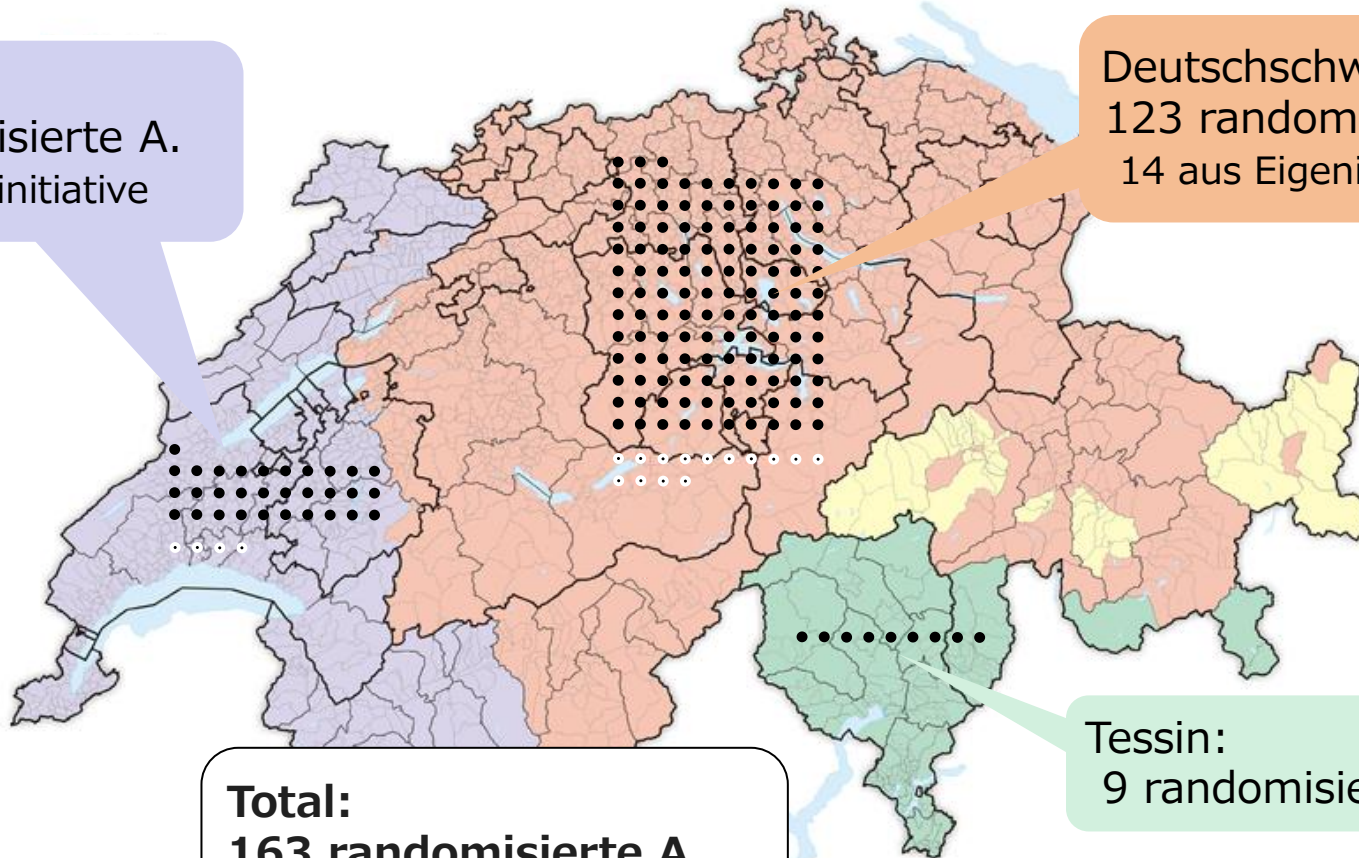 isierte A.
initiative
Deutschschw
123 random
14 aus Eigeni
Total:
163 randomisierte A
Tessin:
9 randomisie